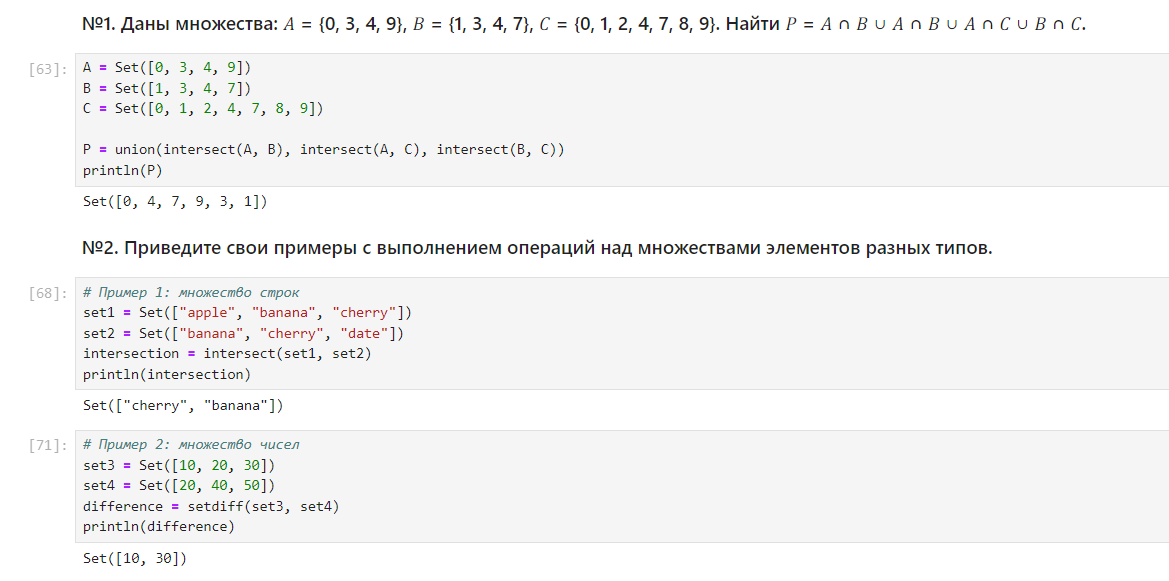 №1. Даны множества: A = {0, 3, 4, 9}, B = {1, 3, 4, 7}, C = {0, 1, 2, 4, 7, 8, 9}. Найти P = A ∩ B ∪ A ∩ B ∪ A ∩ C ∪ B ∩ C.
[63]:
A = Set([0, 3, 4, 9])
B = Set([1, 3, 4, 7])
C = Set([0, 1, 2, 4, 7, 8, 9])
P = union(intersect(A, B), intersect(A, C), intersect(B, C))
println(P)
Set([0, 4, 7, 9, 3, 1])
№2. Приведите свои примеры с выполнением операций над множествами элементов разных типов.
[68]:
# Пример 1: множество строк
set1 = Set(["apple", "banana", "cherry"])
set2 = Set(["banana", "cherry", "date"])
intersection = intersect(set1, set2)
println(intersection)
Set(["cherry", "banana"])
[71]:
# Пример 2: множество чисел
set3 = Set([10, 20, 30])
set4 = Set([20, 40, 50])
difference = setdiff(set3, set4)
println(difference)
Set([10, 30])